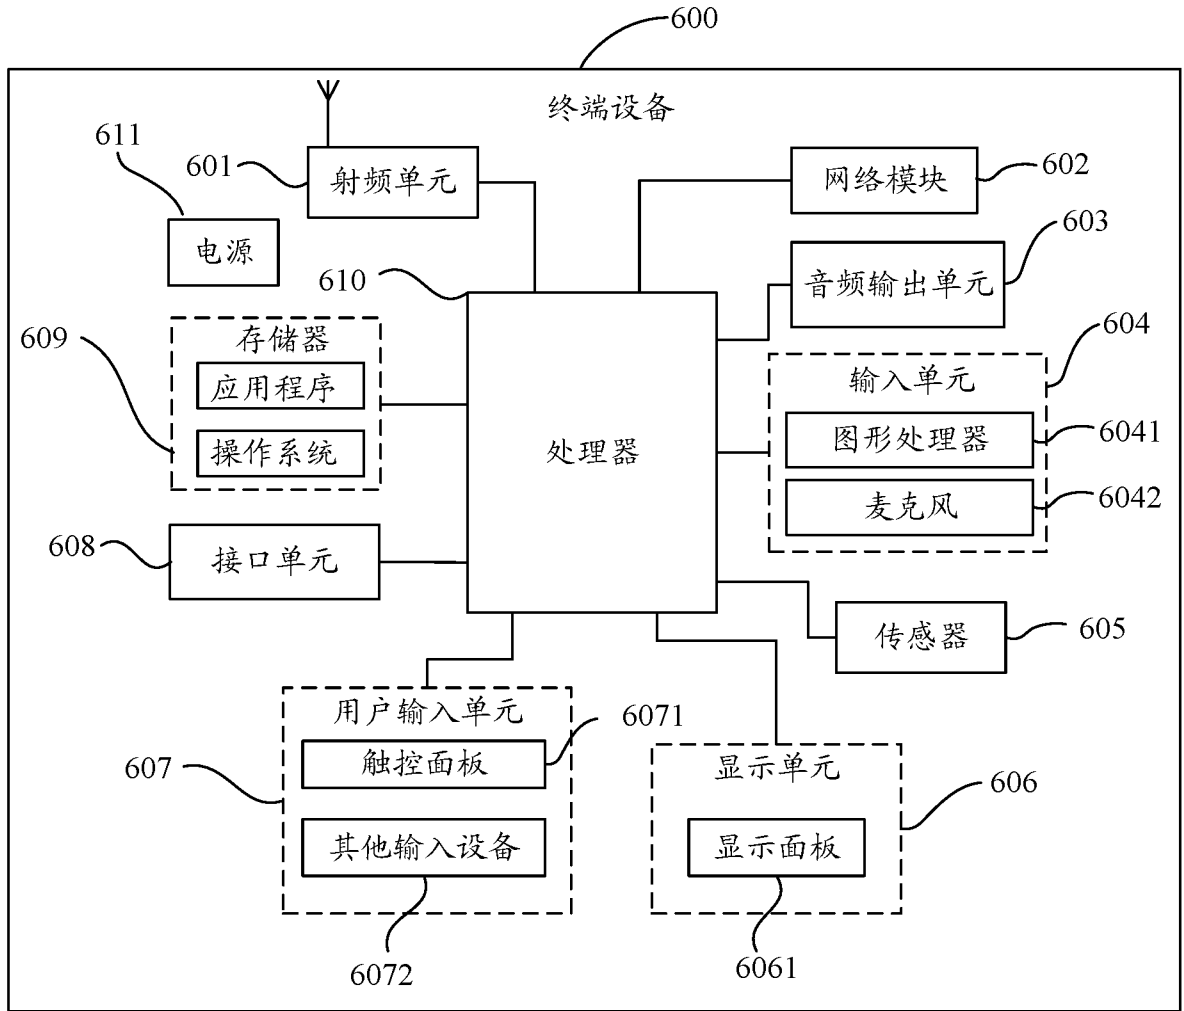 600
终端设备
611
601
射频单元
网络模块
602
电源
603
音频输出单元
610
609
存储器
应用程序
操作系统
604
输入单元
图形处理器
6041
处理器
麦克风
6042
608
接口单元
传感器
605
用户输入单元
6071
触控面板
607
其他输入设备
6072
显示单元
606
显示面板
6061